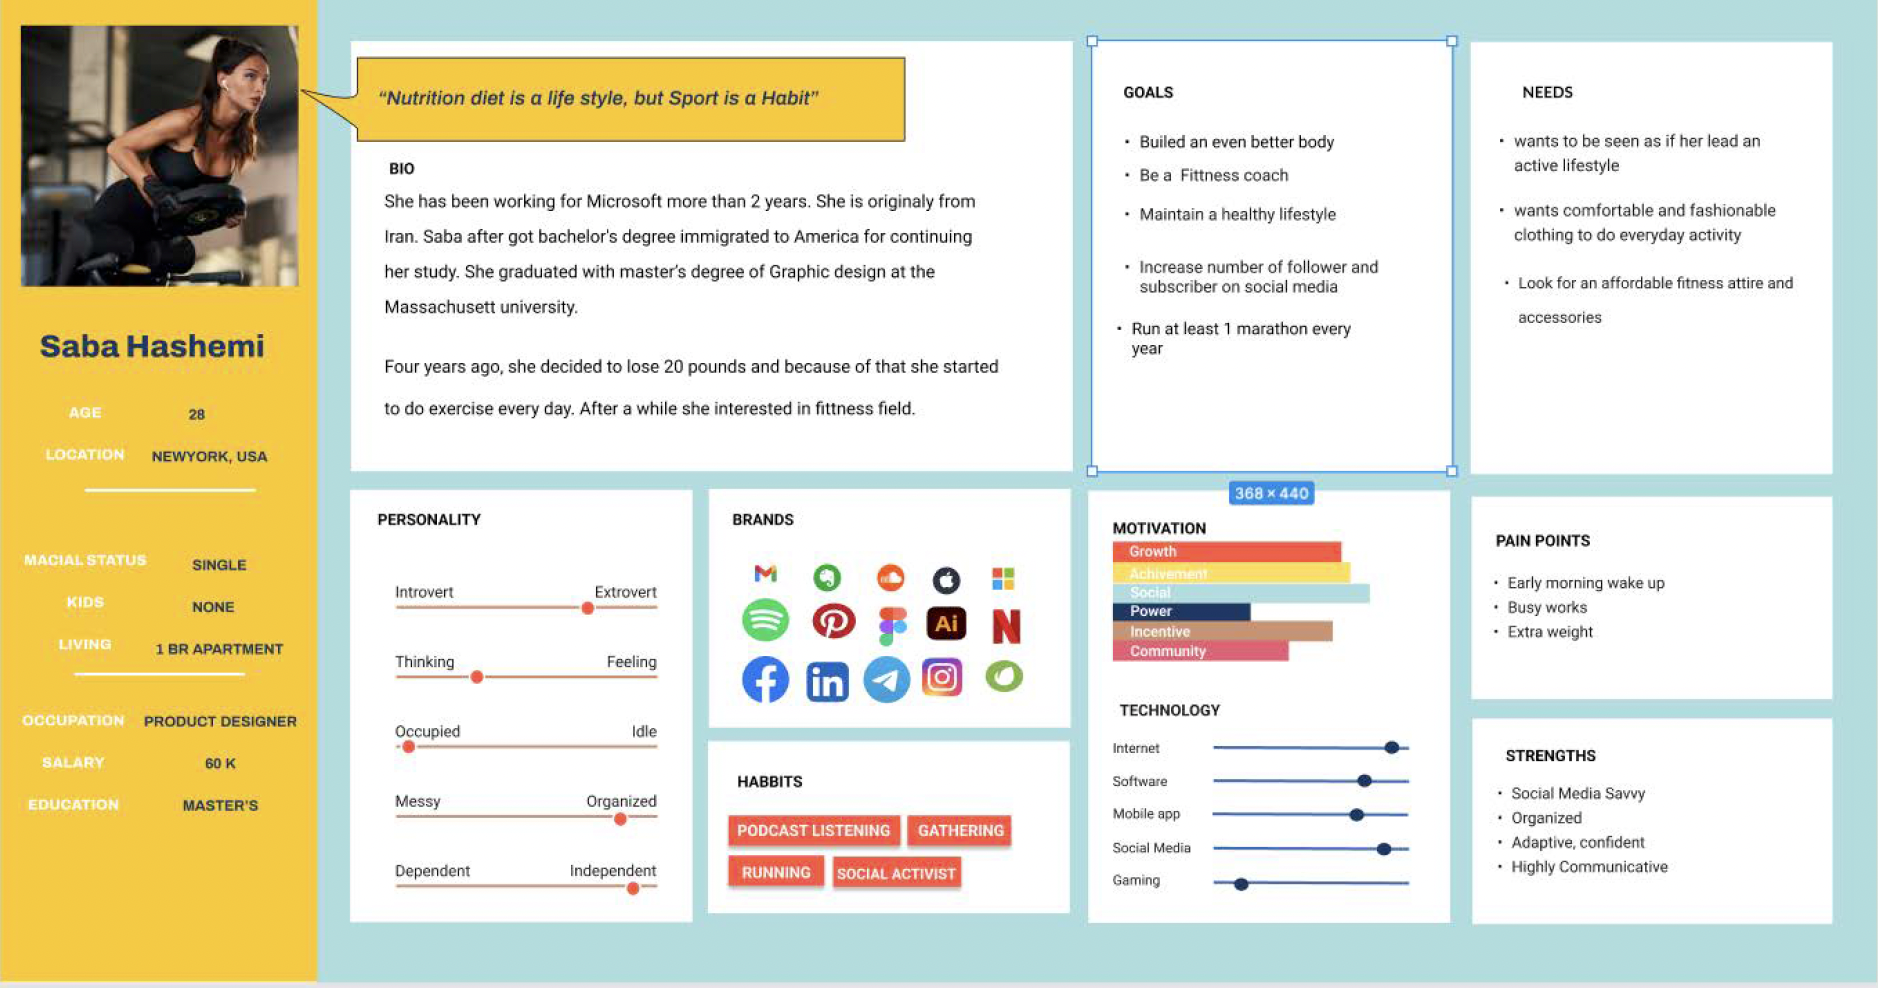 Saba Hashemi
AGE 28
LOCATION NEWYORK, USA
MACIAL STATUS SINGLE
KIDS NONE
LIVING 1 BR APARTMENT
OCCUPATION PRODUCT DESIGNER
SALARY 60 K
EDUCATION MASTER'S
“Nutrition diet is a life style, but Sport is a Habit”
BIO
She has been working for Microsoft more than 2 years. She is originaly from
Iran. Saba after got bachelor's degree immigrated to America for continuing
her study. She graduated with master's degree of Graphic design at the
Massachusett university.
Four years ago, she decided to lose 20 pounds and because of that she started
to do exercise every day. After a while she interested in fittness field.
GOALS
• Builed an even better body
• Be a Fittness coach
• Maintain a healthy lifestyle
• Increase number of follower and
subscriber on social media
• Run at least 1 marathon every
year
368 × 440
NEEDS
• wants to be seen as if her lead an
active lifestyle
• wants comfortable and fashionable
clothing to do everyday activity
• Look for an affordable fitness attire and
accessories
PERSONALITY
Introvert Extrovert
Thinking Feeling
Occupied Idle
Messy Organized
Dependent Independent
BRANDS
Ai
N
f
in
HABBITS
PODCAST LISTENING GATHERING
RUNNING SOCIAL ACTIVIST
MOTIVATION
Growth
Achivement
Social
Power
Incentive
Community
TECHNOLOGY
Internet
Software
Mobile app
Social Media
Gaming
PAIN POINTS
• Early morning wake up
• Busy works
• Extra weight
STRENGTHS
• Social Media Savvy
• Organized
• Adaptive, confident
• Highly Communicative